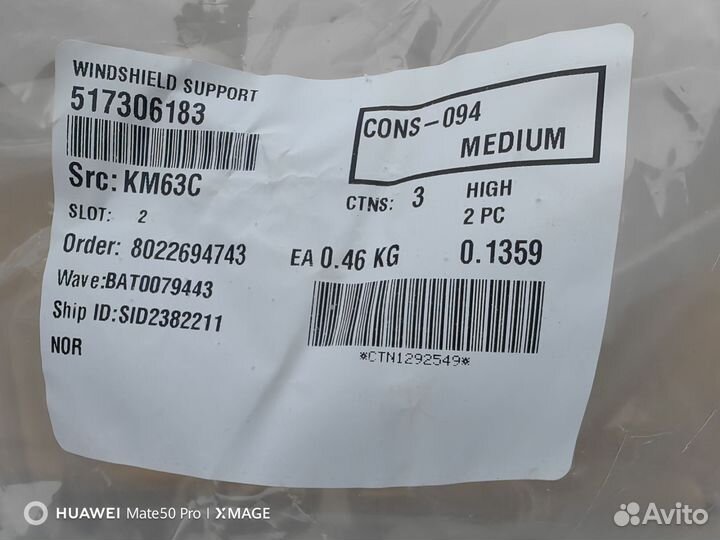 WINDSHIELD SUPPORT
517306183
Src: KM63C
SLOT: 2
Order: 8022694743
Wave:BAT0079443
Ship ID:SID2382211
NOR
CONS-094
MEDIUM
CTNS: 3 HIGH
2 PC
EA 0.46 KG 0.1359
*CTN1292549*
HUAWEI Mate50 Pro | XMAGE
Avito